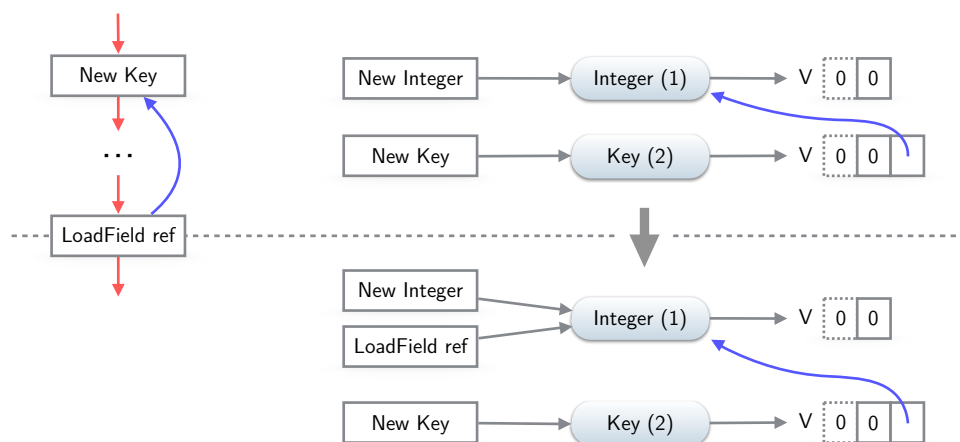 New Key
...
LoadField ref
New Integer Integer (1) V 0 0
New Key Key (2) V 0 0
New Integer
LoadField ref
Integer (1) V 0 0
New Key Key (2) V 0 0